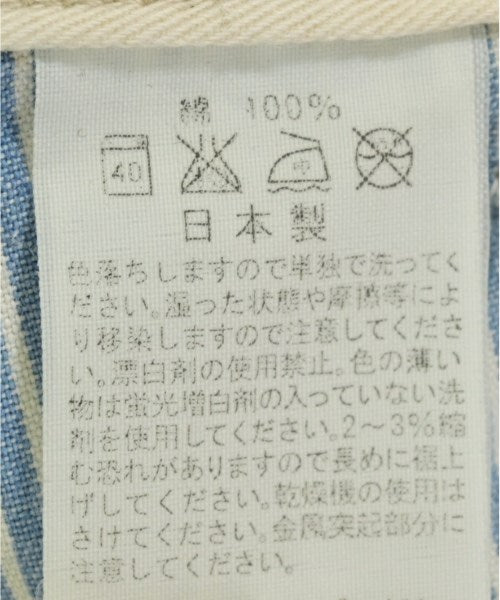 綿 100%
40 中
日本製
色落ちしますので単独で洗ってく
ださい。湿った状態や摩擦等によ
り移染しますので注意してくださ
い。漂白剤の使用禁止。色の薄い
物は蛍光増白剤の入っていない洗
剤を使用してください。2〜3%縮
む恐れがありますので長めに裾上
げしてください。乾燥機の使用は
さけてください。金属突起部分に
注意してください。